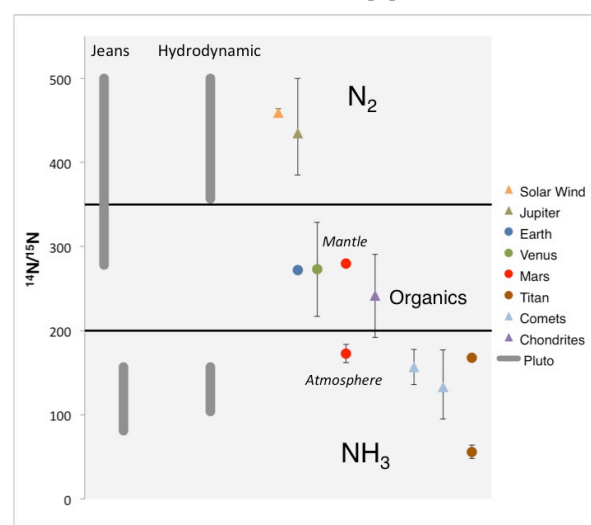 Jeans Hydrodynamic
500
N₂
400
¹⁴N/¹⁵N
300
Mantle
Organics
200
Atmosphere
100
NH₃
0
Solar Wind
Jupiter
Earth
Venus
Mars
Titan
Comets
Chondrites
Pluto